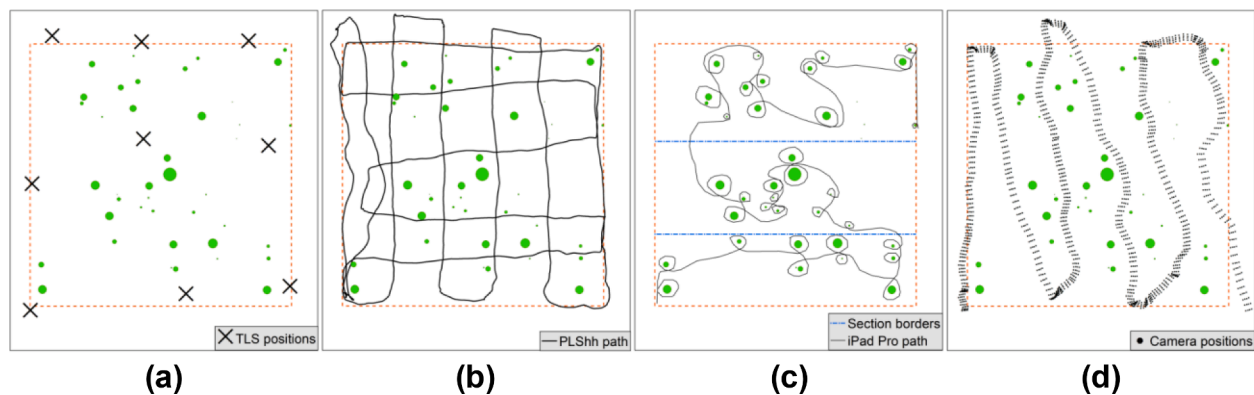 TLS positions
PLShh path
Section borders
iPad Pro path
Camera positions
(a)
(b)
(c)
(d)